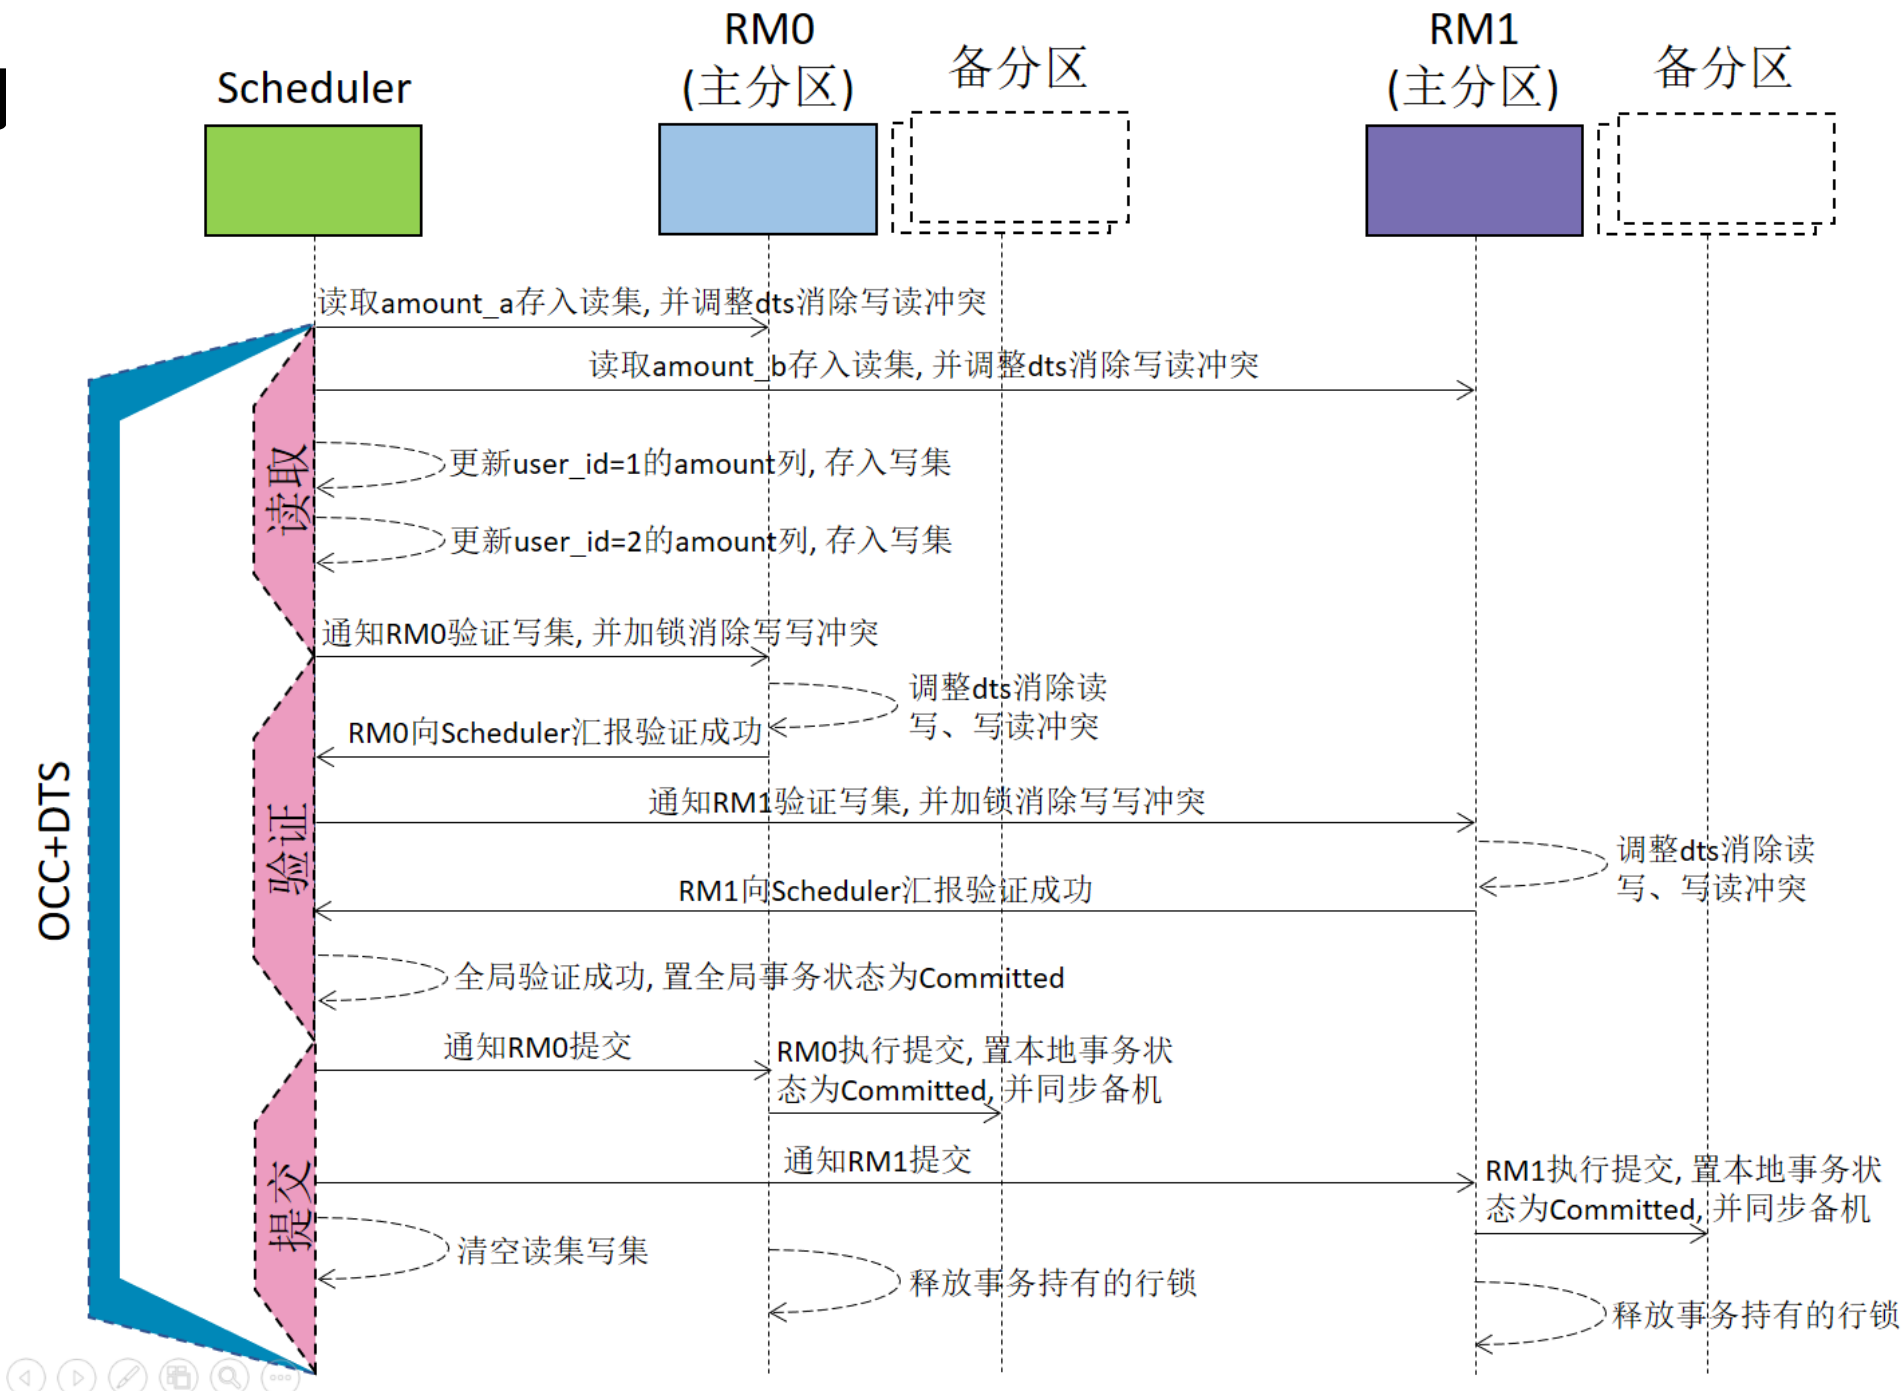 Scheduler
RM0
(主分区)
备分区
RM1
(主分区)
备分区
读取amount_a存入读集, 并调整dts消除写读冲突
读取amount_b存入读集, 并调整dts消除写读冲突
读取
更新user_id=1的amount列, 存入写集
更新user_id=2的amount列, 存入写集
通知RM0验证写集, 并加锁消除写写冲突
调整dts消除读
写、写读冲突
RM0向Scheduler汇报验证成功
OCC+DTS
验证
通知RM1验证写集, 并加锁消除写写冲突
调整dts消除读
写、写读冲突
RM1向Scheduler汇报验证成功
全局验证成功, 置全局事务状态为Committed
通知RM0提交
RM0执行提交, 置本地事务状
态为Committed, 并同步备机
提交
通知RM1提交
RM1执行提交, 置本地事务状
态为Committed, 并同步备机
清空读集写集
释放事务持有的行锁
释放事务持有的行锁